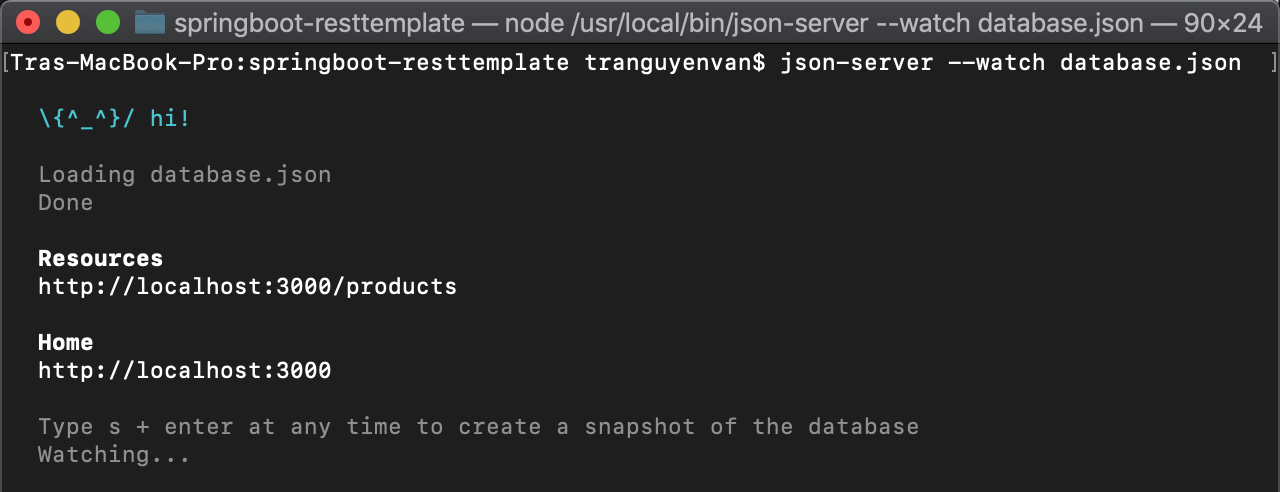 springboot-resttemplate — node /usr/local/bin/json-server --watch database.json — 90×24
[Tras-MacBook-Pro:springboot-resttemplate tranguyenvan$ json-server --watch database.json ]
\{^_^}/ hi!
Loading database.json
Done
Resources
http://localhost:3000/products
Home
http://localhost:3000
Type s + enter at any time to create a snapshot of the database
Watching...